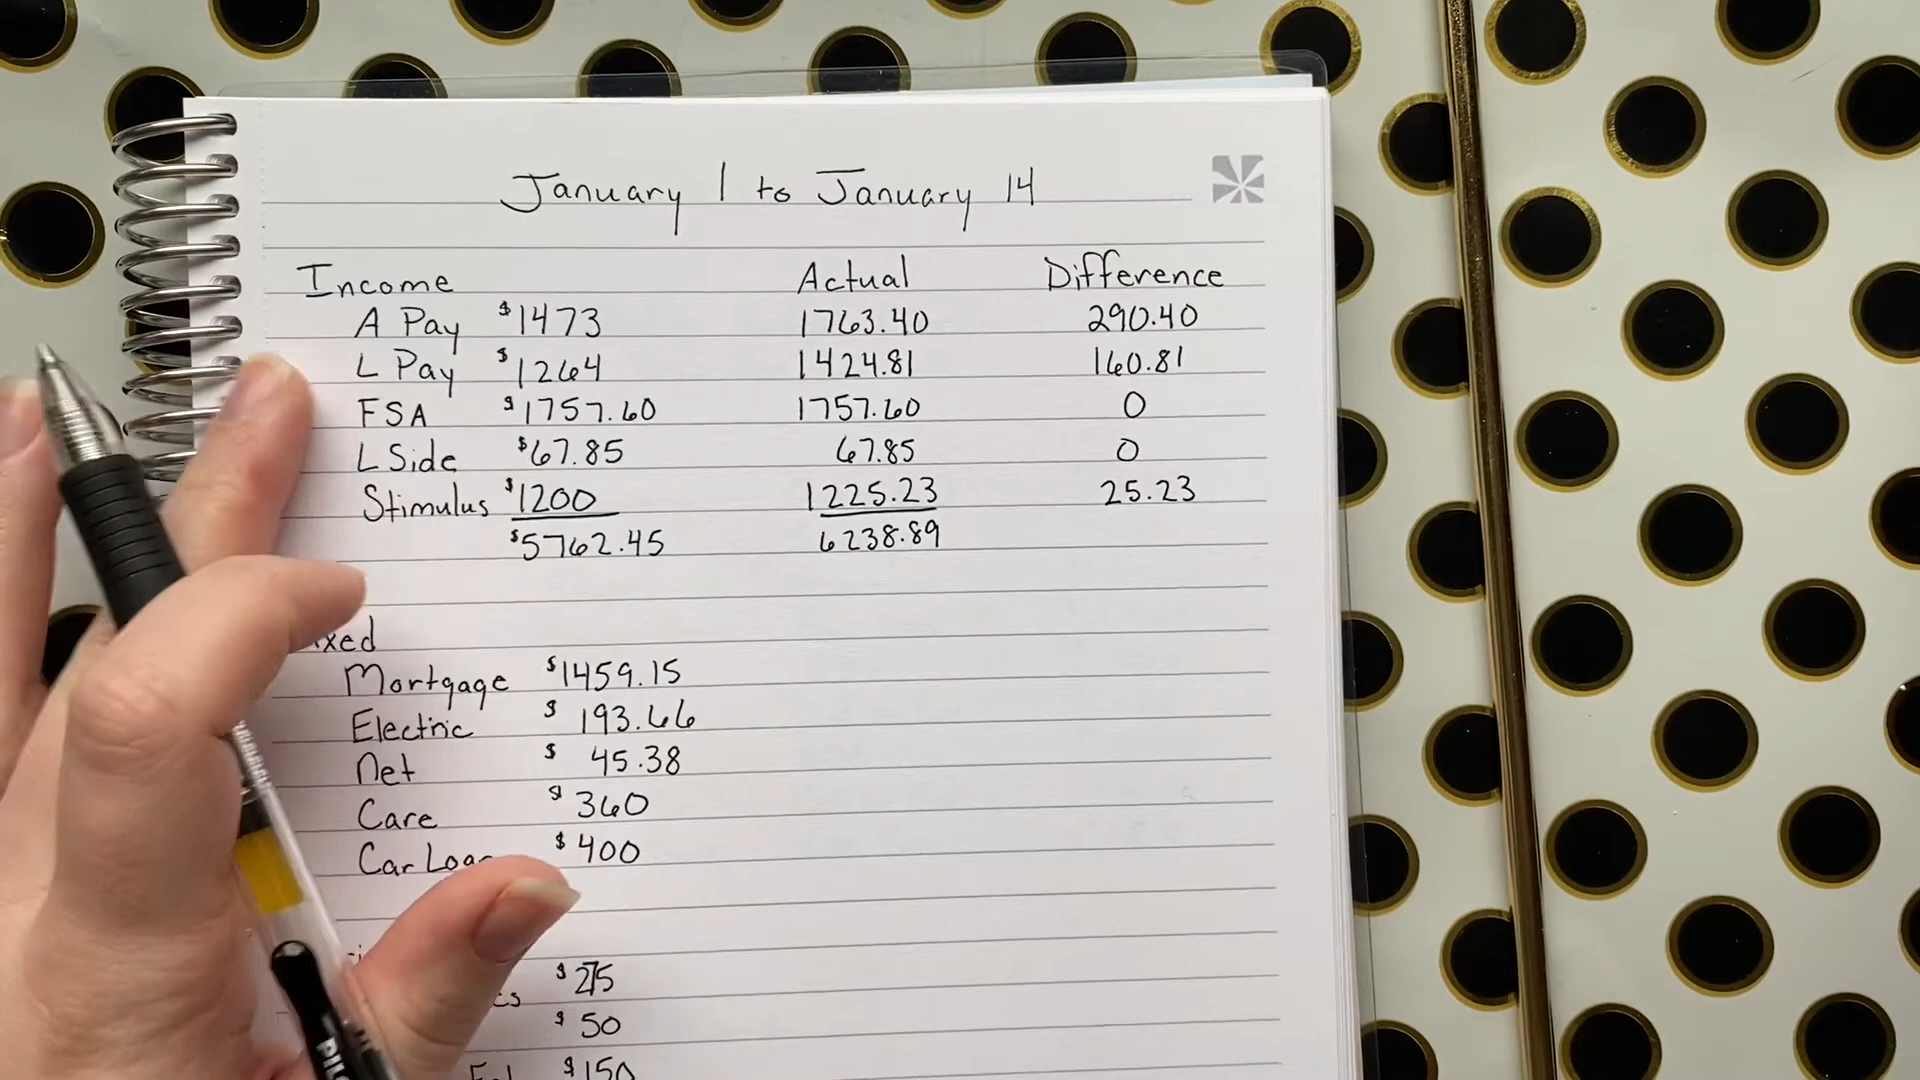 January 1 to January 14
Income Actual Difference
A Pay $1473 1763.40 290.40
L Pay $1264 1424.81 160.81
FSA $1757.60 1757.60 0
L Side $67.85 67.85 0
Stimulus $1200 1225.23 25.23
$5762.45 6238.89
xed
Mortgage $1459.15
Electric $193.66
Net $45.38
Care $360
Car Loan $400
$275
$50
$150